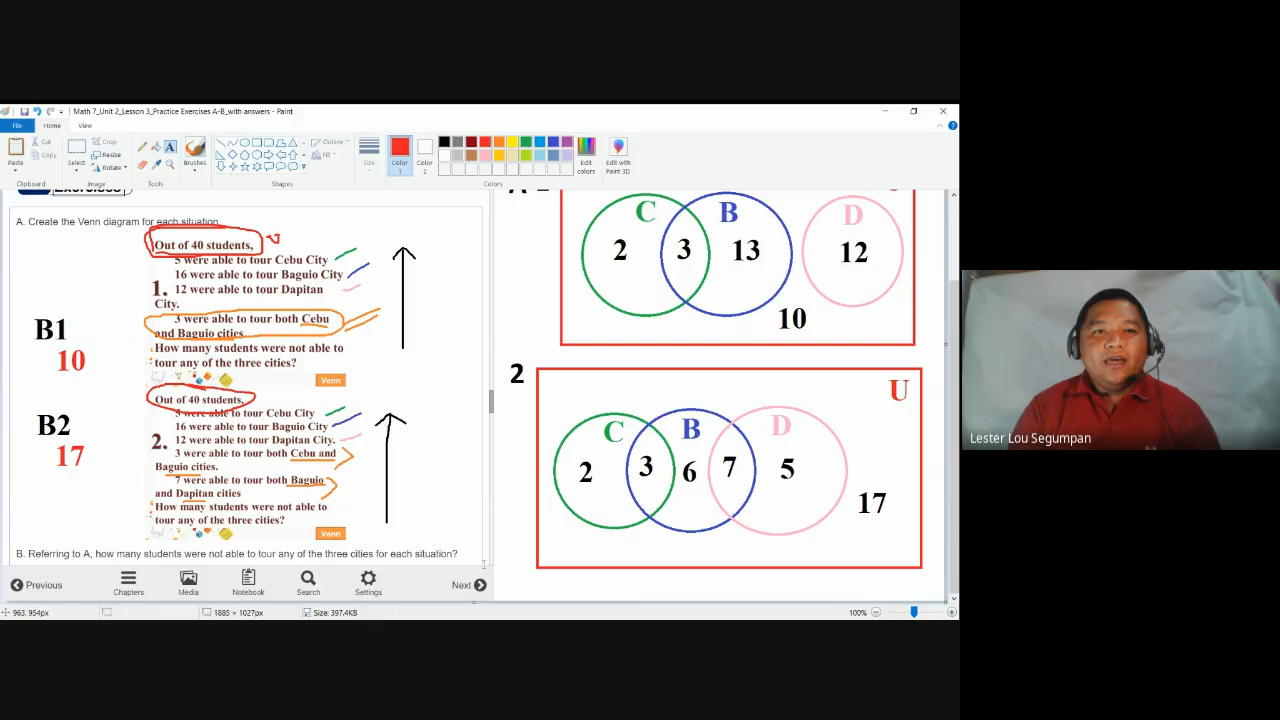 Math 7_Unit 2_Lesson 3_Practice Exercises A-B_with answers - Paint
File Home View
Paste
Cut
Copy
Clipboard
Select
Crop
Resize
Rotate
Image
Tools
Brushes
Shapes
Outline
Fill
Size
Color 1
Color 2
Colors
Edit colors
Edit with Paint 3D
Exercises
A. Create the Venn diagram for each situation.
Out of 40 students,
5 were able to tour Cebu City
16 were able to tour Baguio City
1. 12 were able to tour Dapitan
City.
3 were able to tour both Cebu
and Baguio cities
How many students were not able to
tour any of the three cities?
Venn
B1
10
Out of 40 students,
5 were able to tour Cebu City
16 were able to tour Baguio City
2. 12 were able to tour Dapitan City.
3 were able to tour both Cebu and
Baguio cities.
7 were able to both Baguio
and Dapitan cities
How many students were not able to
tour any of the three cities?
Venn
B2
17
B. Referring to A, how many students were not able to tour any of the three cities for each situation?
Previous
Chapters
Media
Notebook
Search
Settings
Next
C B D
2 3 13 12
10
2
U
C B D
2 3 6 7 5
17
963, 954px
1885 × 1027px
Size: 397.4KB
100%
Lester Lou Segumpan